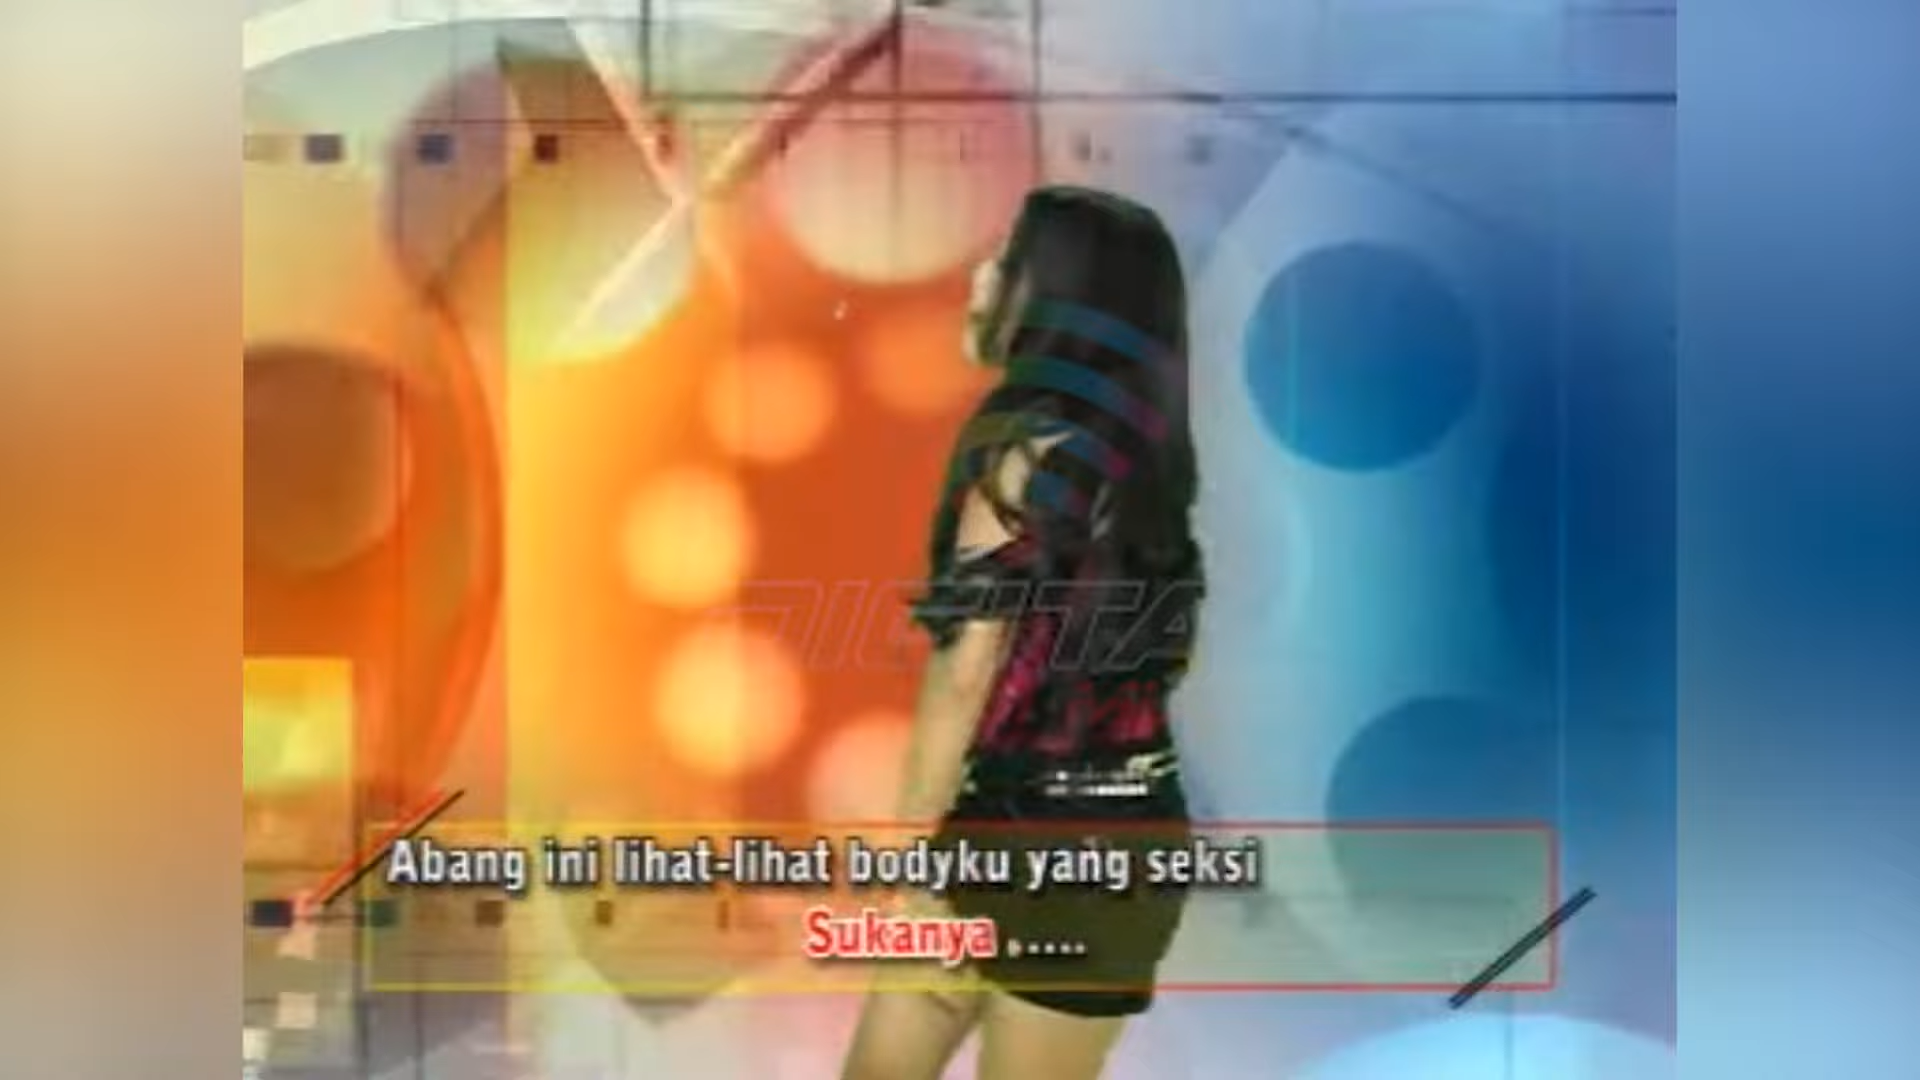 Abang ini lihat-lihat bodyku yang seksi
Sukanya ,.....